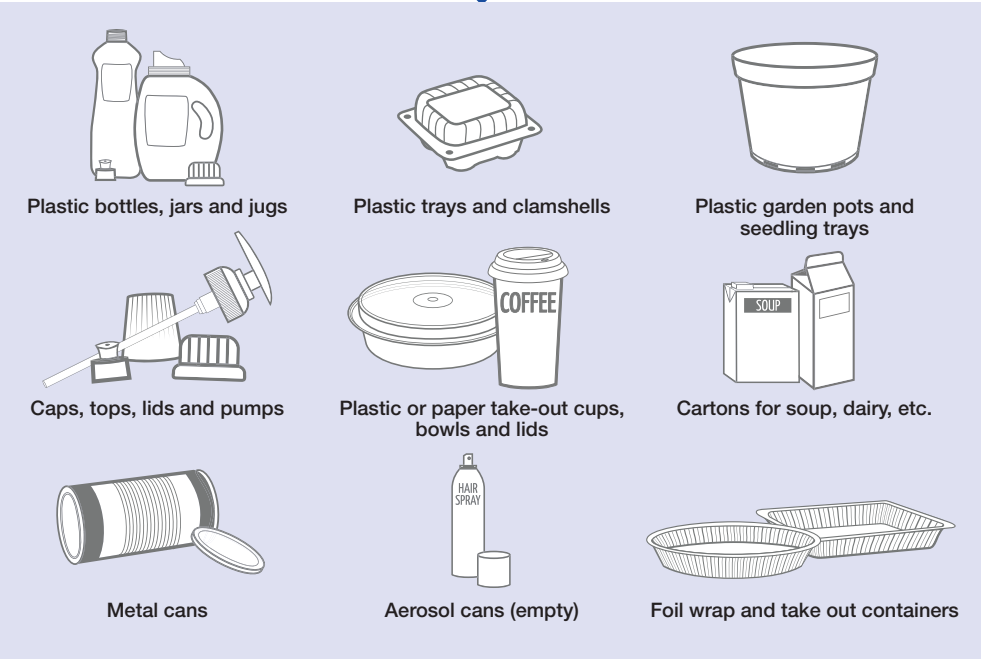 Plastic bottles, jars and jugs
Plastic trays and clamshells
Plastic garden pots and
seedling trays
COFFEE
SOUP
Caps, tops, lids and pumps
Plastic or paper take-out cups,
bowls and lids
Cartons for soup, dairy, etc.
HAIR
SPRAY
Metal cans
Aerosol cans (empty)
Foil wrap and take out containers